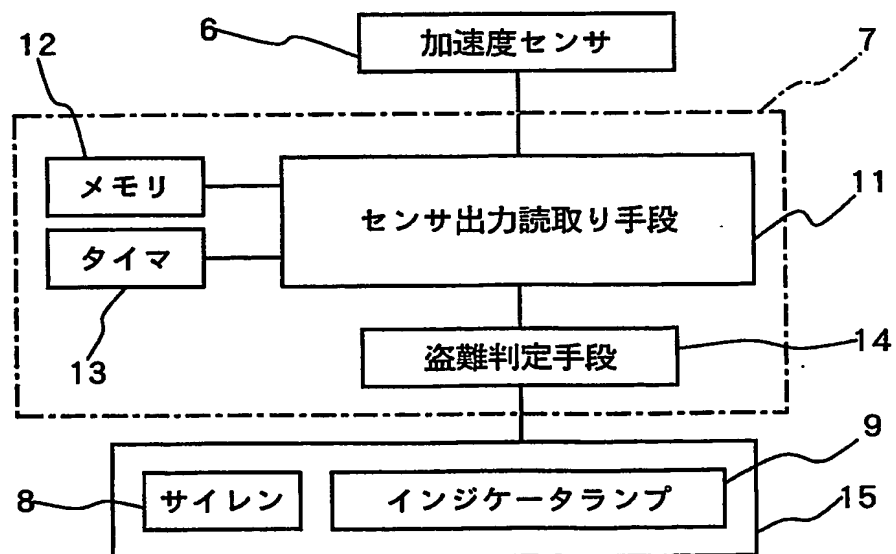 6
加速度センサ
12
7
メモリ
センサ出力読取り手段
11
タイマ
13
盗難判定手段
14
9
8
サイレン
インジケータランプ
15